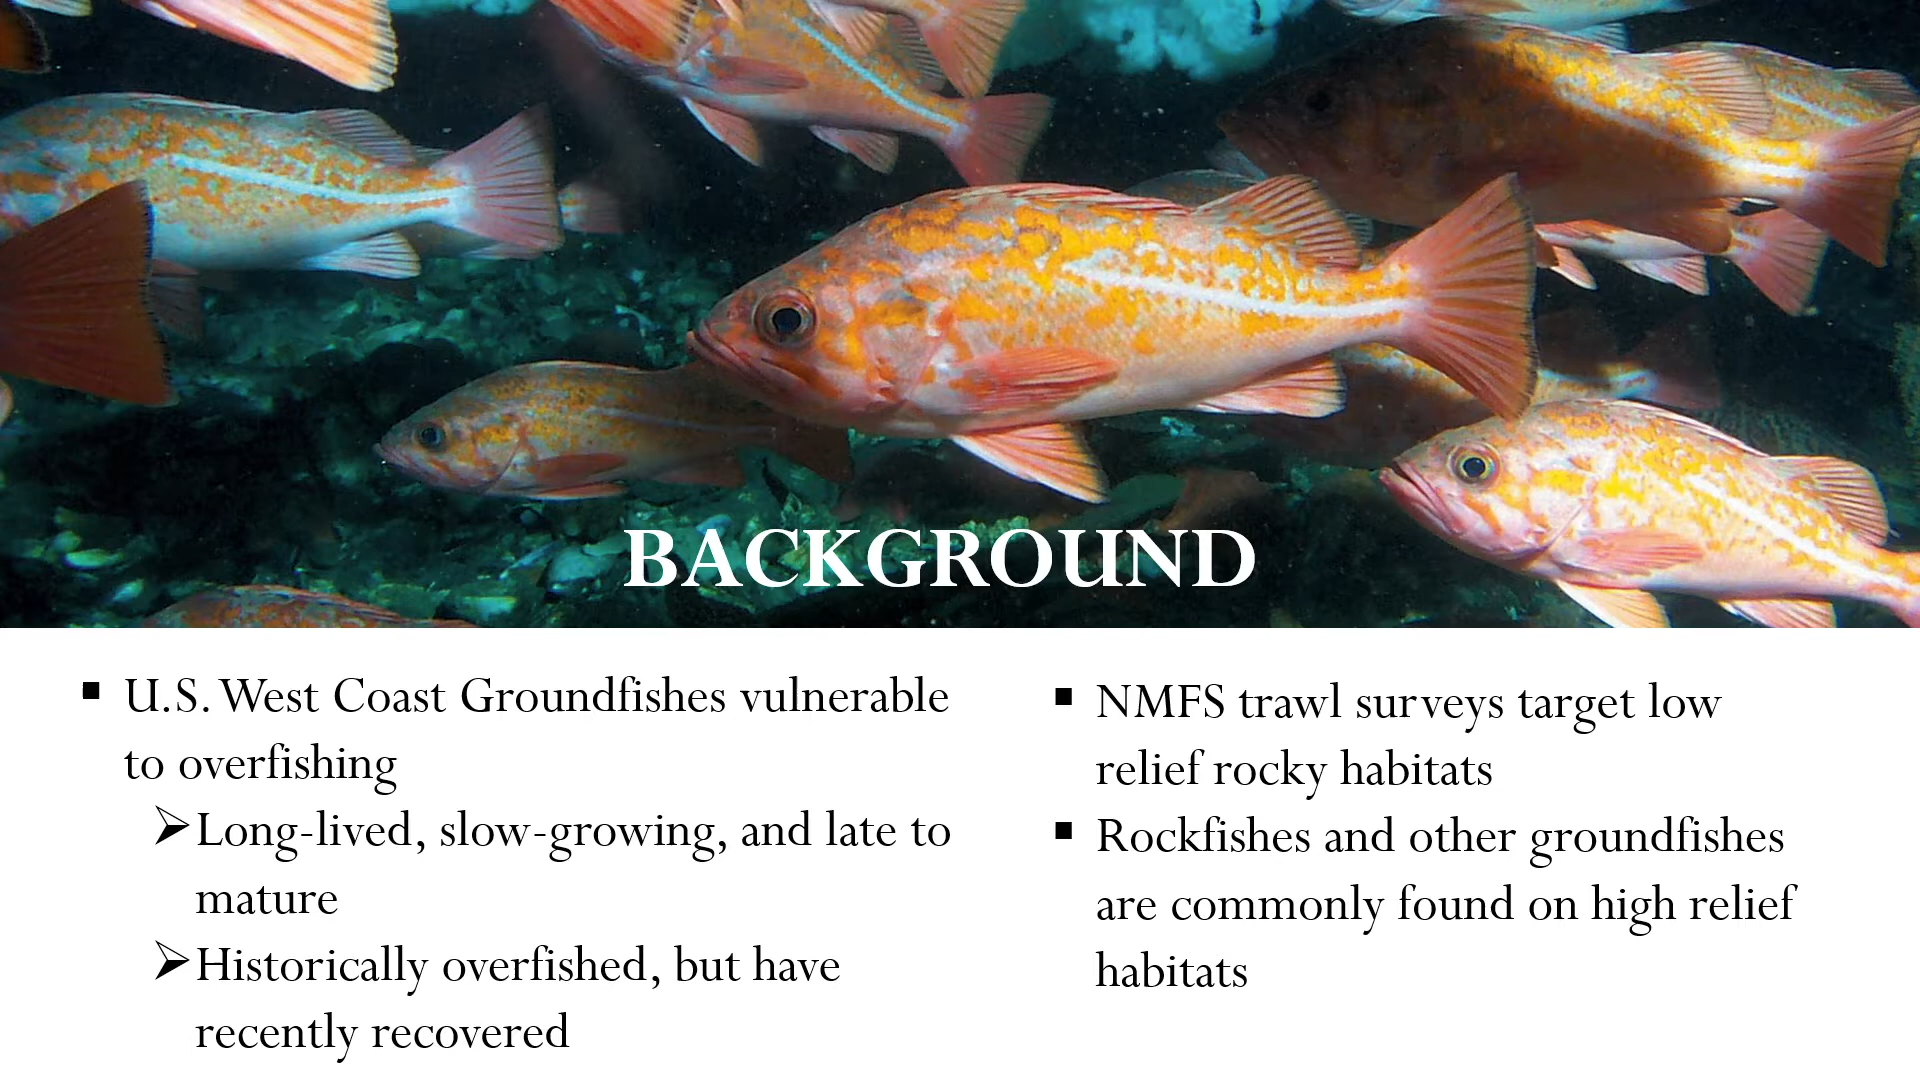 BACKGROUND
▪ U.S. West Coast Groundfishes vulnerable
to overfishing
➢Long-lived, slow-growing, and late to
mature
➢Historically overfished, but have
recently recovered
▪ NMFS trawl surveys target low
relief rocky habitats
▪ Rockfishes and other groundfishes
are commonly found on high relief
habitats